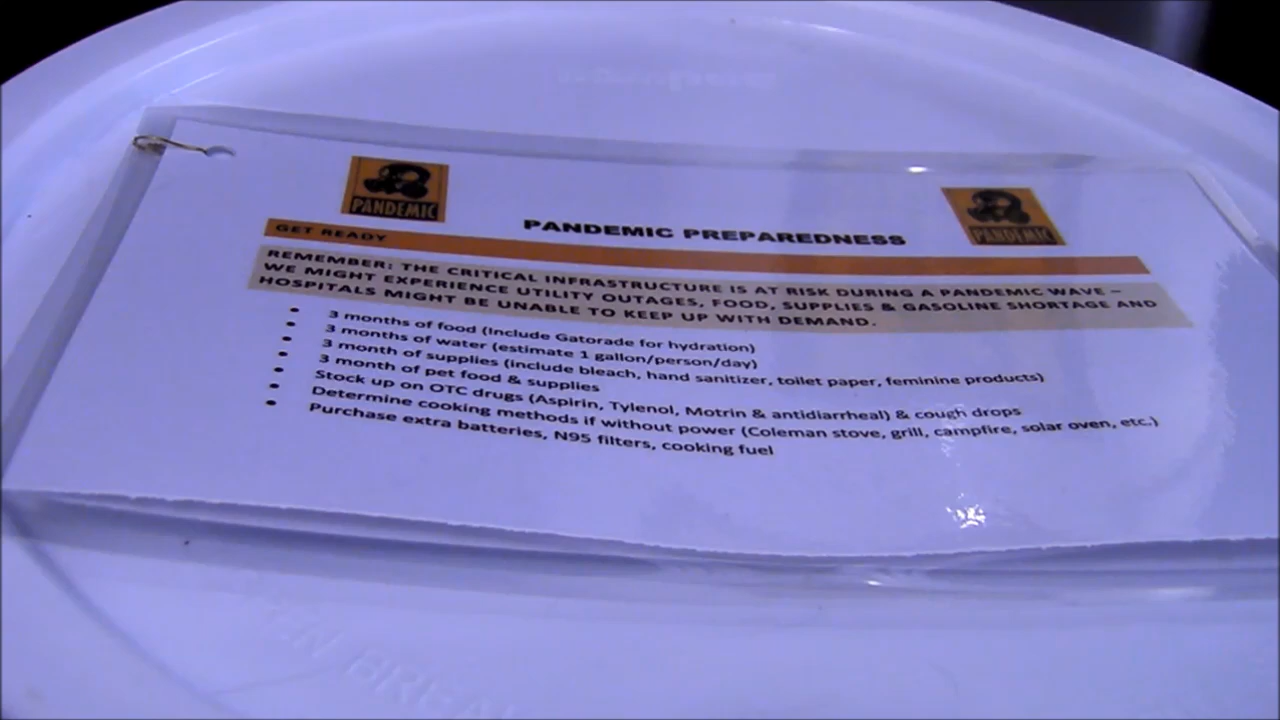 PANDEMIC
PANDEMIC
PANDEMIC PREPAREDNESS
GET READY
REMEMBER: THE CRITICAL INFRASTRUCTURE IS AT RISK DURING A PANDEMIC WAVE –
WE MIGHT EXPERIENCE UTILITY OUTAGES, FOOD, SUPPLIES & GASOLINE SHORTAGE AND
HOSPITALS MIGHT BE UNABLE TO KEEP UP WITH DEMAND.
• 3 months of food (Include Gatorade for hydration)
• 3 months of water (estimate 1 gallon/person/day)
• 3 month of supplies (include bleach, hand sanitizer, toilet paper, feminine products)
• 3 month of pet food & supplies
• Stock up on OTC drugs (Aspirin, Tylenol, Motrin & antidiarrheal) & cough drops
• Determine cooking methods if without power (Coleman stove, grill, campfire, solar oven, etc.)
• Purchase extra batteries, N95 filters, cooking fuel